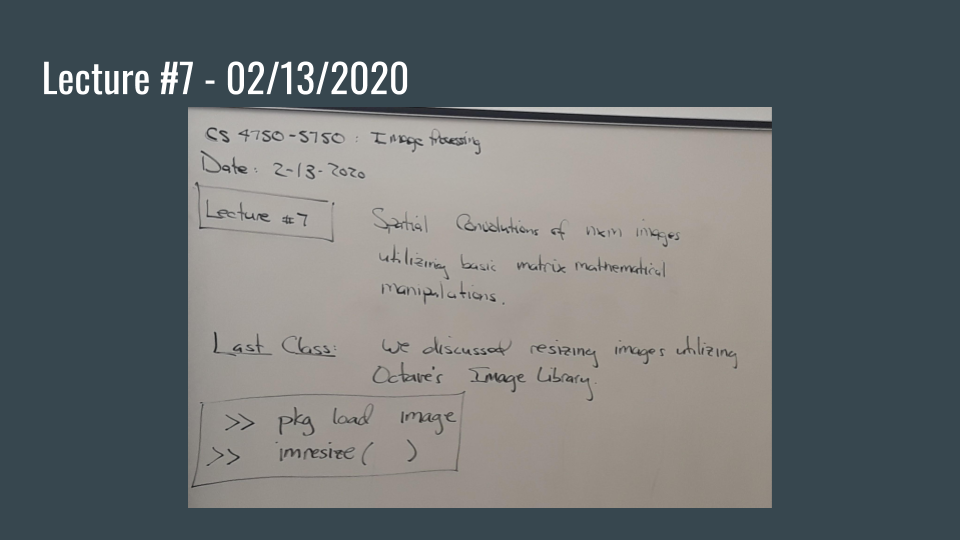 Lecture #7 - 02/13/2020
CS 4750-5750 : Image Processing
Date: 2-13-2020
Lecture #7
Spatial Convolutions of nxm images
utilizing basic matrix mathematical
manipulations.
Last Class: We discussed resizing images utilizing
Octave's Image Library.
>> pkg load image
>> imresize( )